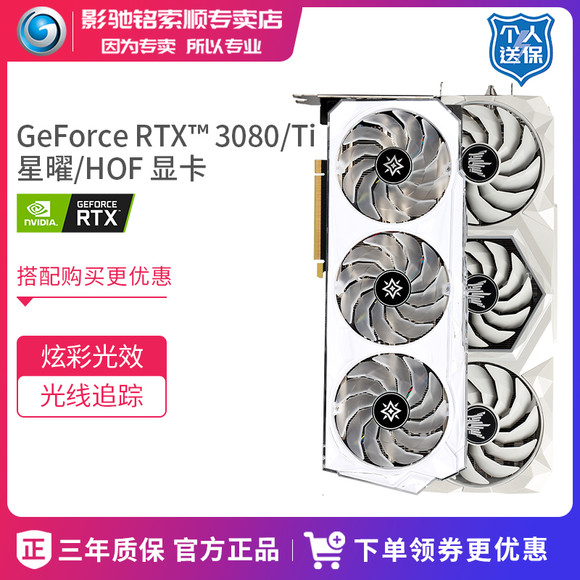 影驰铭索顺专卖店
因为专卖 所以专业
个人
送保
GeForce RTX™ 3080/Ti
星曜/HOF 显卡
NVIDIA.
GEFORCE
RTX
搭配购买更优惠
炫彩光效
光线追踪
正 三年质保 官方正品
下单领券更优惠